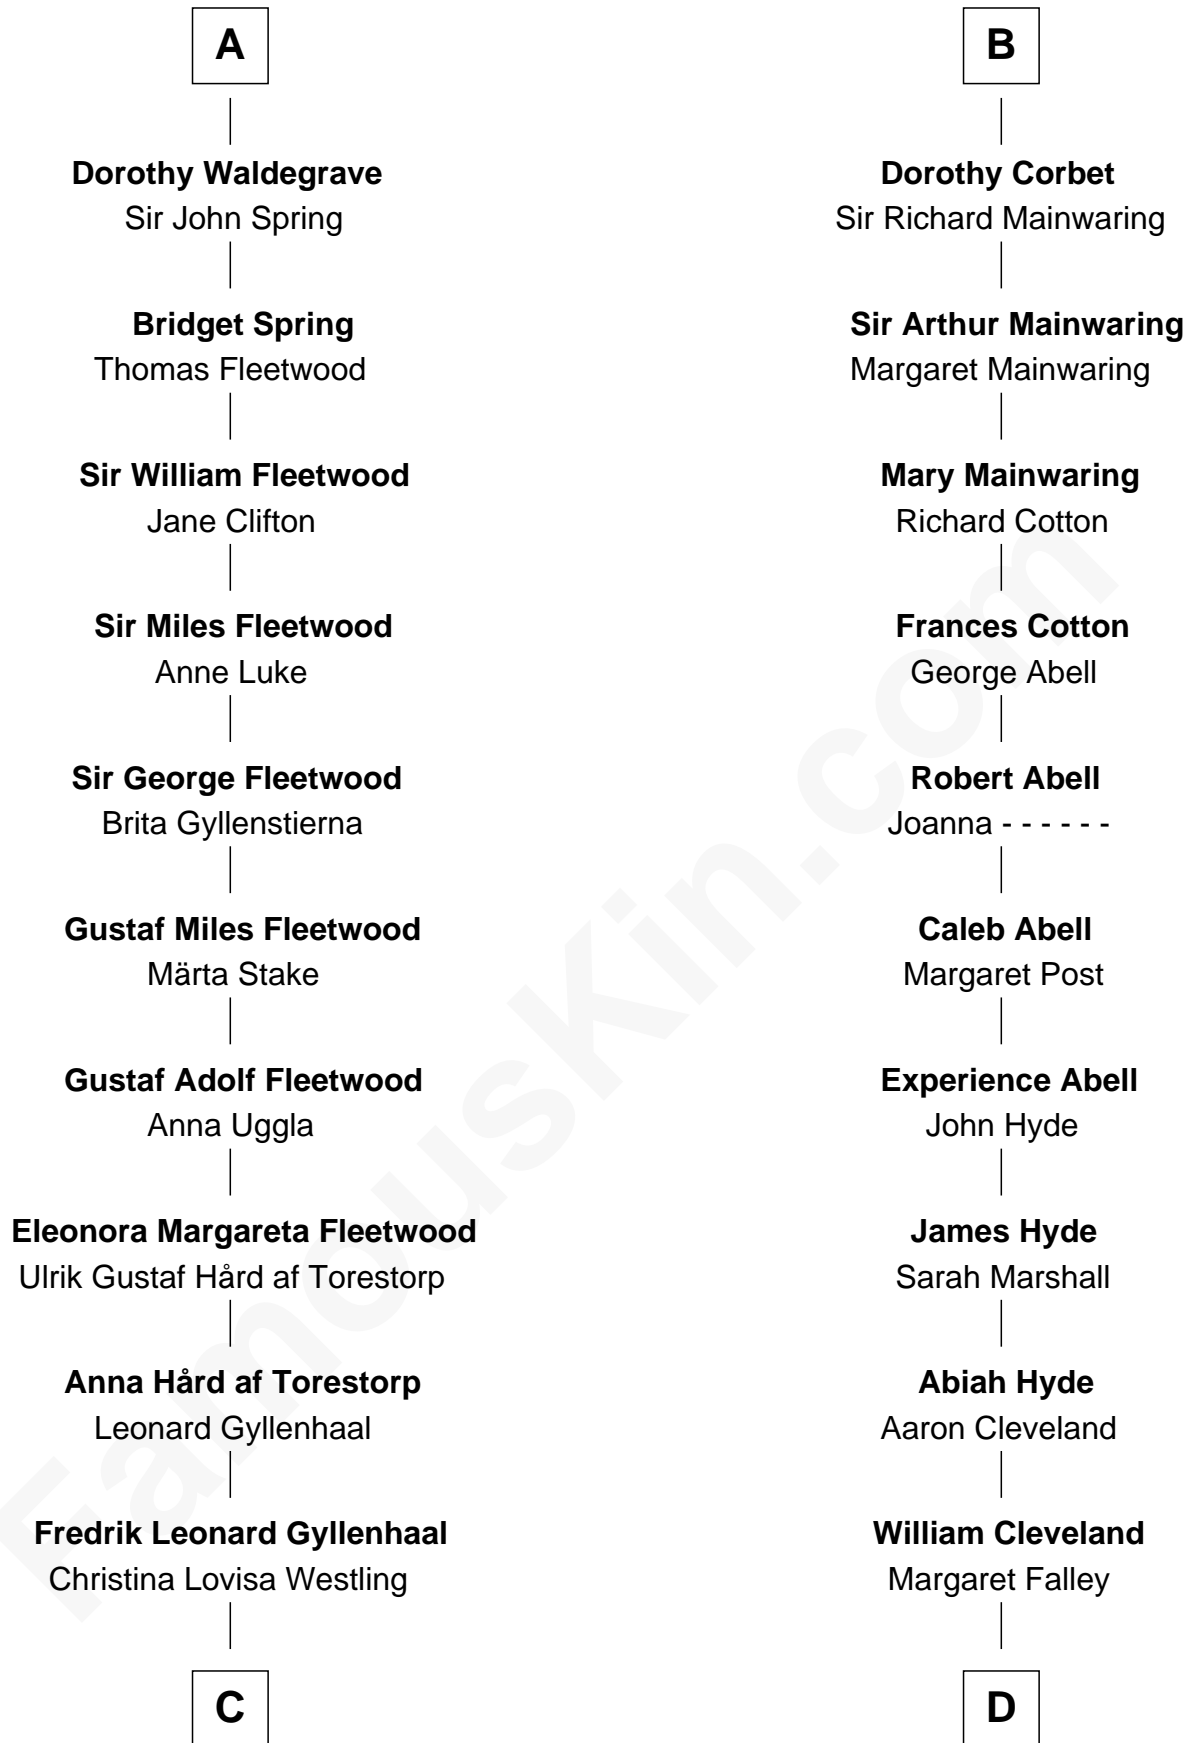 A
Dorothy Waldegrave
Sir John Spring
Bridget Spring
Thomas Fleetwood
Sir William Fleetwood
Jane Clifton
Sir Miles Fleetwood
Anne Luke
Sir George Fleetwood
Brita Gyllenstierna
Gustaf Miles Fleetwood
Märta Stake
Gustaf Adolf Fleetwood
Anna Uggla
Eleonora Margareta Fleetwood
Ulrik Gustaf Hård af Torestorp
Anna Hård af Torestorp
Leonard Gyllenhaal
Fredrik Leonard Gyllenhaal
Christina Lovisa Westling
C
B
Dorothy Corbet
Sir Richard Mainwaring
Sir Arthur Mainwaring
Margaret Mainwaring
Mary Mainwaring
Richard Cotton
Frances Cotton
George Abell
Robert Abell
Joanna - - - - - -
Caleb Abell
Margaret Post
Experience Abell
John Hyde
James Hyde
Sarah Marshall
Abiah Hyde
Aaron Cleveland
William Cleveland
Margaret Falley
D
FamousKin.com